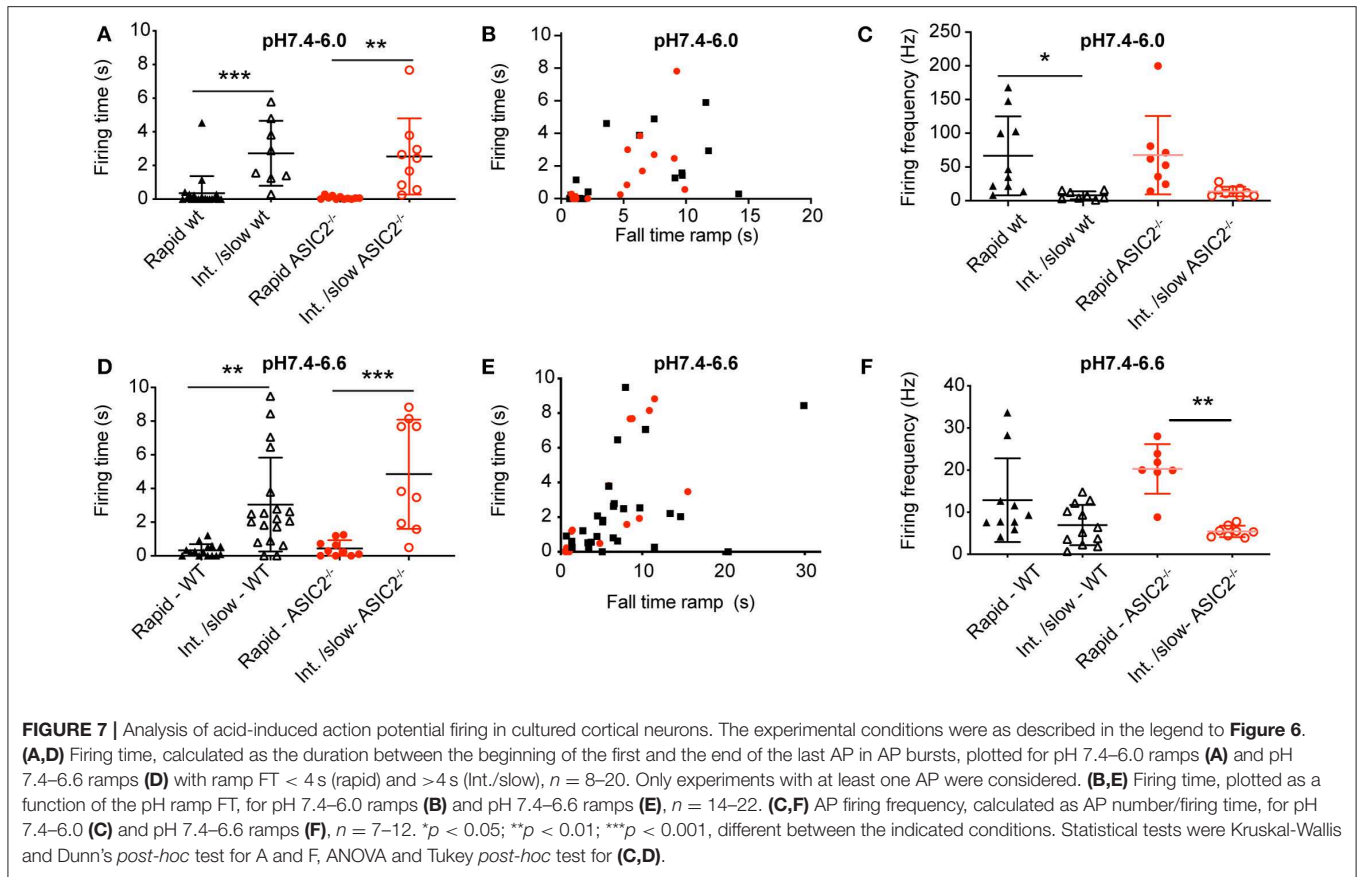 A
pH7.4-6.0
Firing time (s)
10
8
6
4
2
0
***
**
Rapid wt
Int. /slow wt
Rapid ASIC2-/-
Int. /slow ASIC2-/-
B
pH7.4-6.0
Firing time (s)
10
8
6
4
2
0
0
5
10
15
20
Fall time ramp (s)
C
pH7.4-6.0
Firing frequency (Hz)
250
200
150
100
50
0
*
Rapid wt
Int. /slow wt
Rapid ASIC2-/-
Int. /slow ASIC2-/-
D
pH7.4-6.6
Firing time (s)
10
8
6
4
2
0
**
***
Rapid - WT
Int. /slow - WT
Rapid - ASIC2-/-
Int. /slow- ASIC2-/-
E
pH7.4-6.6
Firing time (s)
10
8
6
4
2
0
0
10
20
30
Fall time ramp (s)
F
pH7.4-6.6
Firing frequency (Hz)
40
30
20
10
0
**
Rapid - WT
Int. /slow - WT
Rapid - ASIC2-/-
Int. /slow- ASIC2-/-
FIGURE 7 | Analysis of acid-induced action potential firing in cultured cortical neurons. The experimental conditions were as described in the legend to Figure 6.
(A,D) Firing time, calculated as the duration between the beginning of the first and the end of the last AP in AP bursts, plotted for pH 7.4–6.0 ramps (A) and pH
7.4–6.6 ramps (D) with ramp FT < 4 s (rapid) and >4 s (Int./slow), n = 8–20. Only experiments with at least one AP were considered. (B,E) Firing time, plotted as a
function of the pH ramp FT, for pH 7.4–6.0 ramps (B) and pH 7.4–6.6 ramps (E), n = 14–22. (C,F) AP firing frequency, calculated as AP number/firing time, for pH
7.4–6.0 (C) and pH 7.4–6.6 ramps (F), n = 7–12. *p < 0.05; **p < 0.01; ***p < 0.001, different between the indicated conditions. Statistical tests were Kruskal-Wallis
and Dunn's post-hoc test for A and F, ANOVA and Tukey post-hoc test for (C,D).